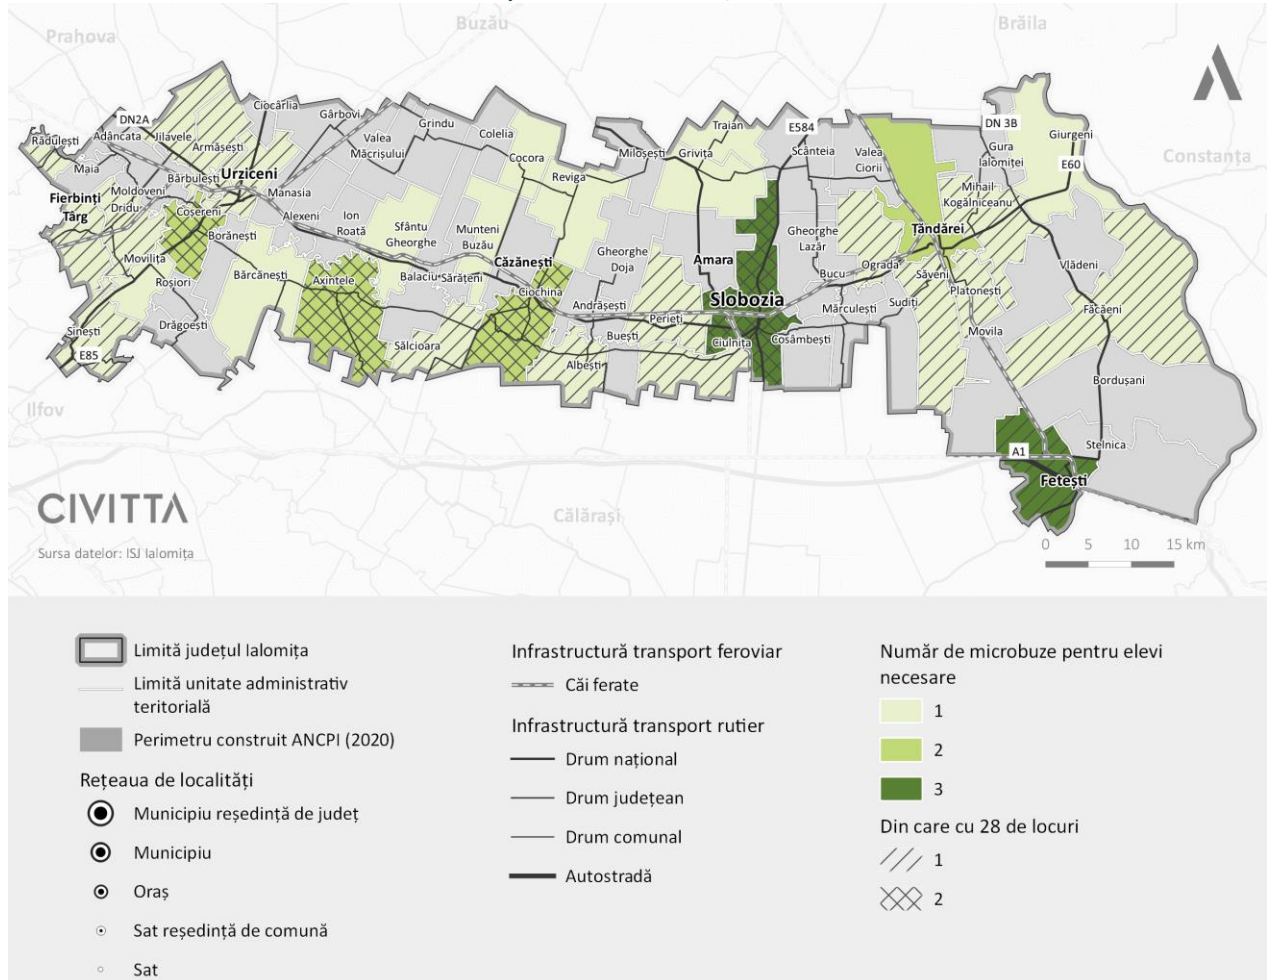 Prahova
Buzău
Brăila
DN2A
Ciocârlia
Gârbovi
Grindu
Colelia
Traian
E584
DN 3B
Giurgeni
Rădulești
Adâncata
Jilavele
Armășești
Valea
Măcrișului
Miloșești
Grivița
Scânteia
Valea
Ciorii
Gura
Ialomiței
E60
Constanța
Maia
Bărbulești
Urziceni
Cocora
Reviga
Fierbinți
Târg
Moldoveni
Dridu
Coșereni
Manasia
Mihail
Kogălniceanu
Alexeni
Ion
Roată
Sfântu
Gheorghe
Munteni
Buzău
Borănești
Gheorghe
Doja
Amara
Gheorghe
Lazăr
Țăndărei
Movilița
Căzănești
Ograda
Vlădeni
Roșiori
Bărcănești
Axintele
Balaciu
Sărățeni
Bucu
Săveni
Platonești
Ciochina
Andrășești
Slobozia
Mărculești
Sudiți
Făcăeni
Sinești
Drăgoești
Perieți
Movila
E85
Sălcioara
Buești
Ciulnița
Cosâmbești
Albești
Bordușani
Ilfov
A1
Stelnica
Fetești
CIVITTA
Călărași
Sursa datelor: ISJ Ialomița
0 5 10 15 km
Limită județul Ialomița
Limită unitate administrativ
teritorială
Perimetru construit ANCPI (2020)
Rețeaua de localități
Municipiu reședință de județ
Municipiu
Oraș
Sat reședință de comună
Sat
Infrastructură transport feroviar
Căi ferate
Infrastructură transport rutier
Drum național
Drum județean
Drum comunal
Autostradă
Număr de microbuze pentru elevi
necesare
1
2
3
Din care cu 28 de locuri
1
2